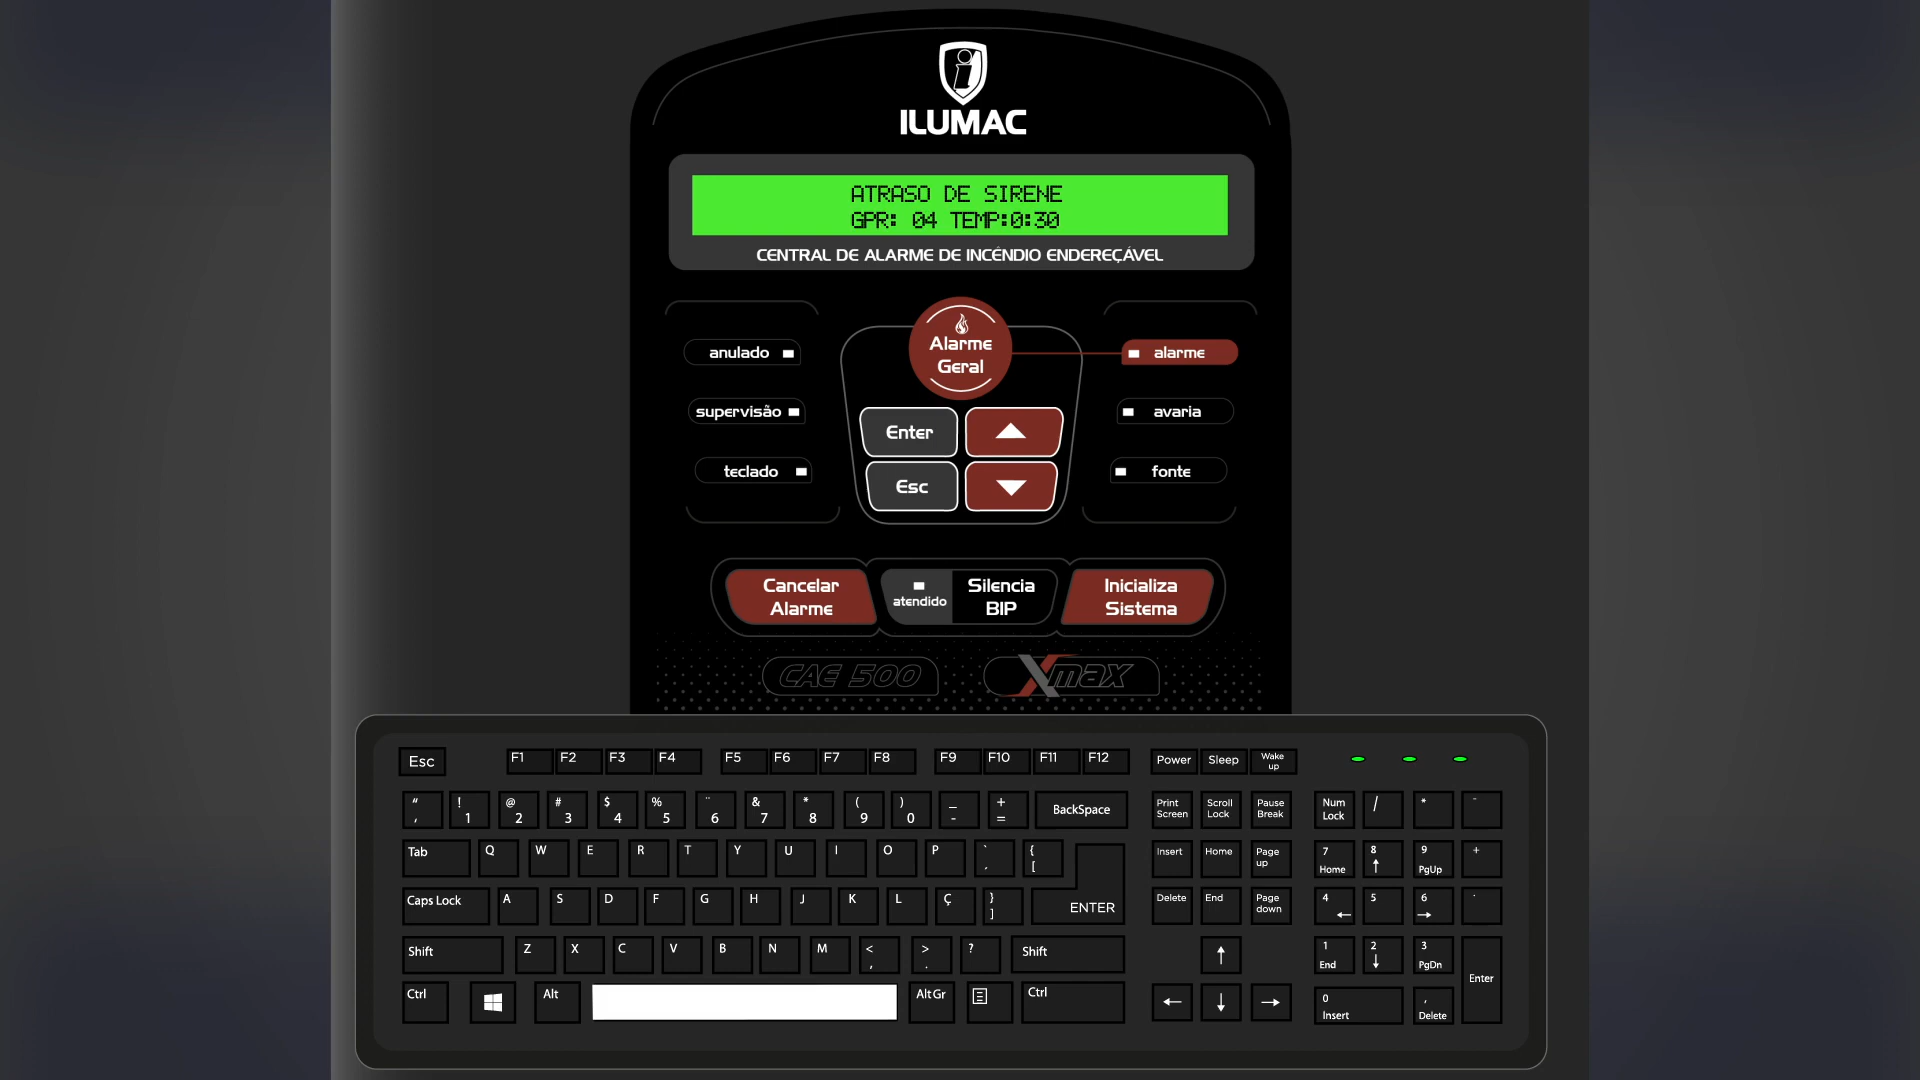 ILUMAC
ATRASO DE SIRENE
GPR: 04 TEMP:0:30
CENTRAL DE ALARME DE INCÊNDIO ENDEREÇÁVEL
Alarme
Geral
anulado
alarme
supervisão
avaria
teclado
fonte
Enter
Esc
Cancelar
Alarme
atendido
Silencia
BIP
Inicializa
Sistema
CAE 500
Xmax
Esc F1 F2 F3 F4 F5 F6 F7 F8 F9 F10 F11 F12 Power Sleep Wake up
“ ! @ # $ % ¨ & * ( ) _ +
, 1 2 3 4 5 6 7 8 9 0 - = BackSpace
Print Screen Scroll Lock Pause Break Num Lock / * -
Tab Q W E R T Y U I O P ` { [
Insert Home Page up 7 Home 8 ↑ 9 PgUp +
Caps Lock A S D F G H J K L Ç } ] ENTER
Delete End Page down 4 ← 5 6 → .
Shift Z X C V B N M < , > . ? Shift
↑ 1 End 2 ↓ 3 PgDn Enter
Ctrl Alt Alt Gr Ctrl
← ↓ → 0 Insert , Delete